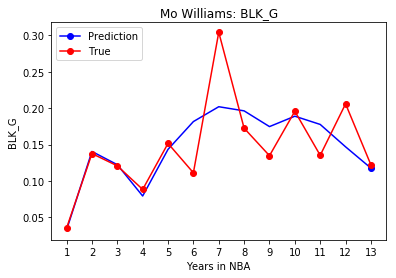 Mo Williams: BLK_G
Prediction
True
0.30
0.25
0.20
0.15
0.10
0.05
BLK_G
1 2 3 4 5 6 7 8 9 10 11 12 13
Years in NBA